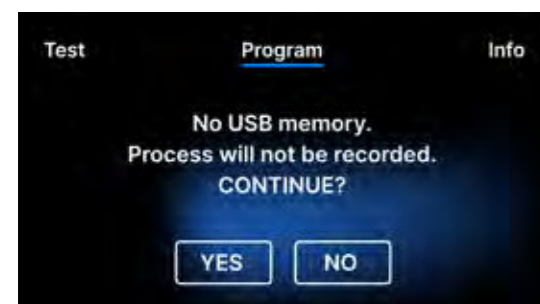 Test Program Info
No USB memory.
Process will not be recorded.
CONTINUE?
YES NO